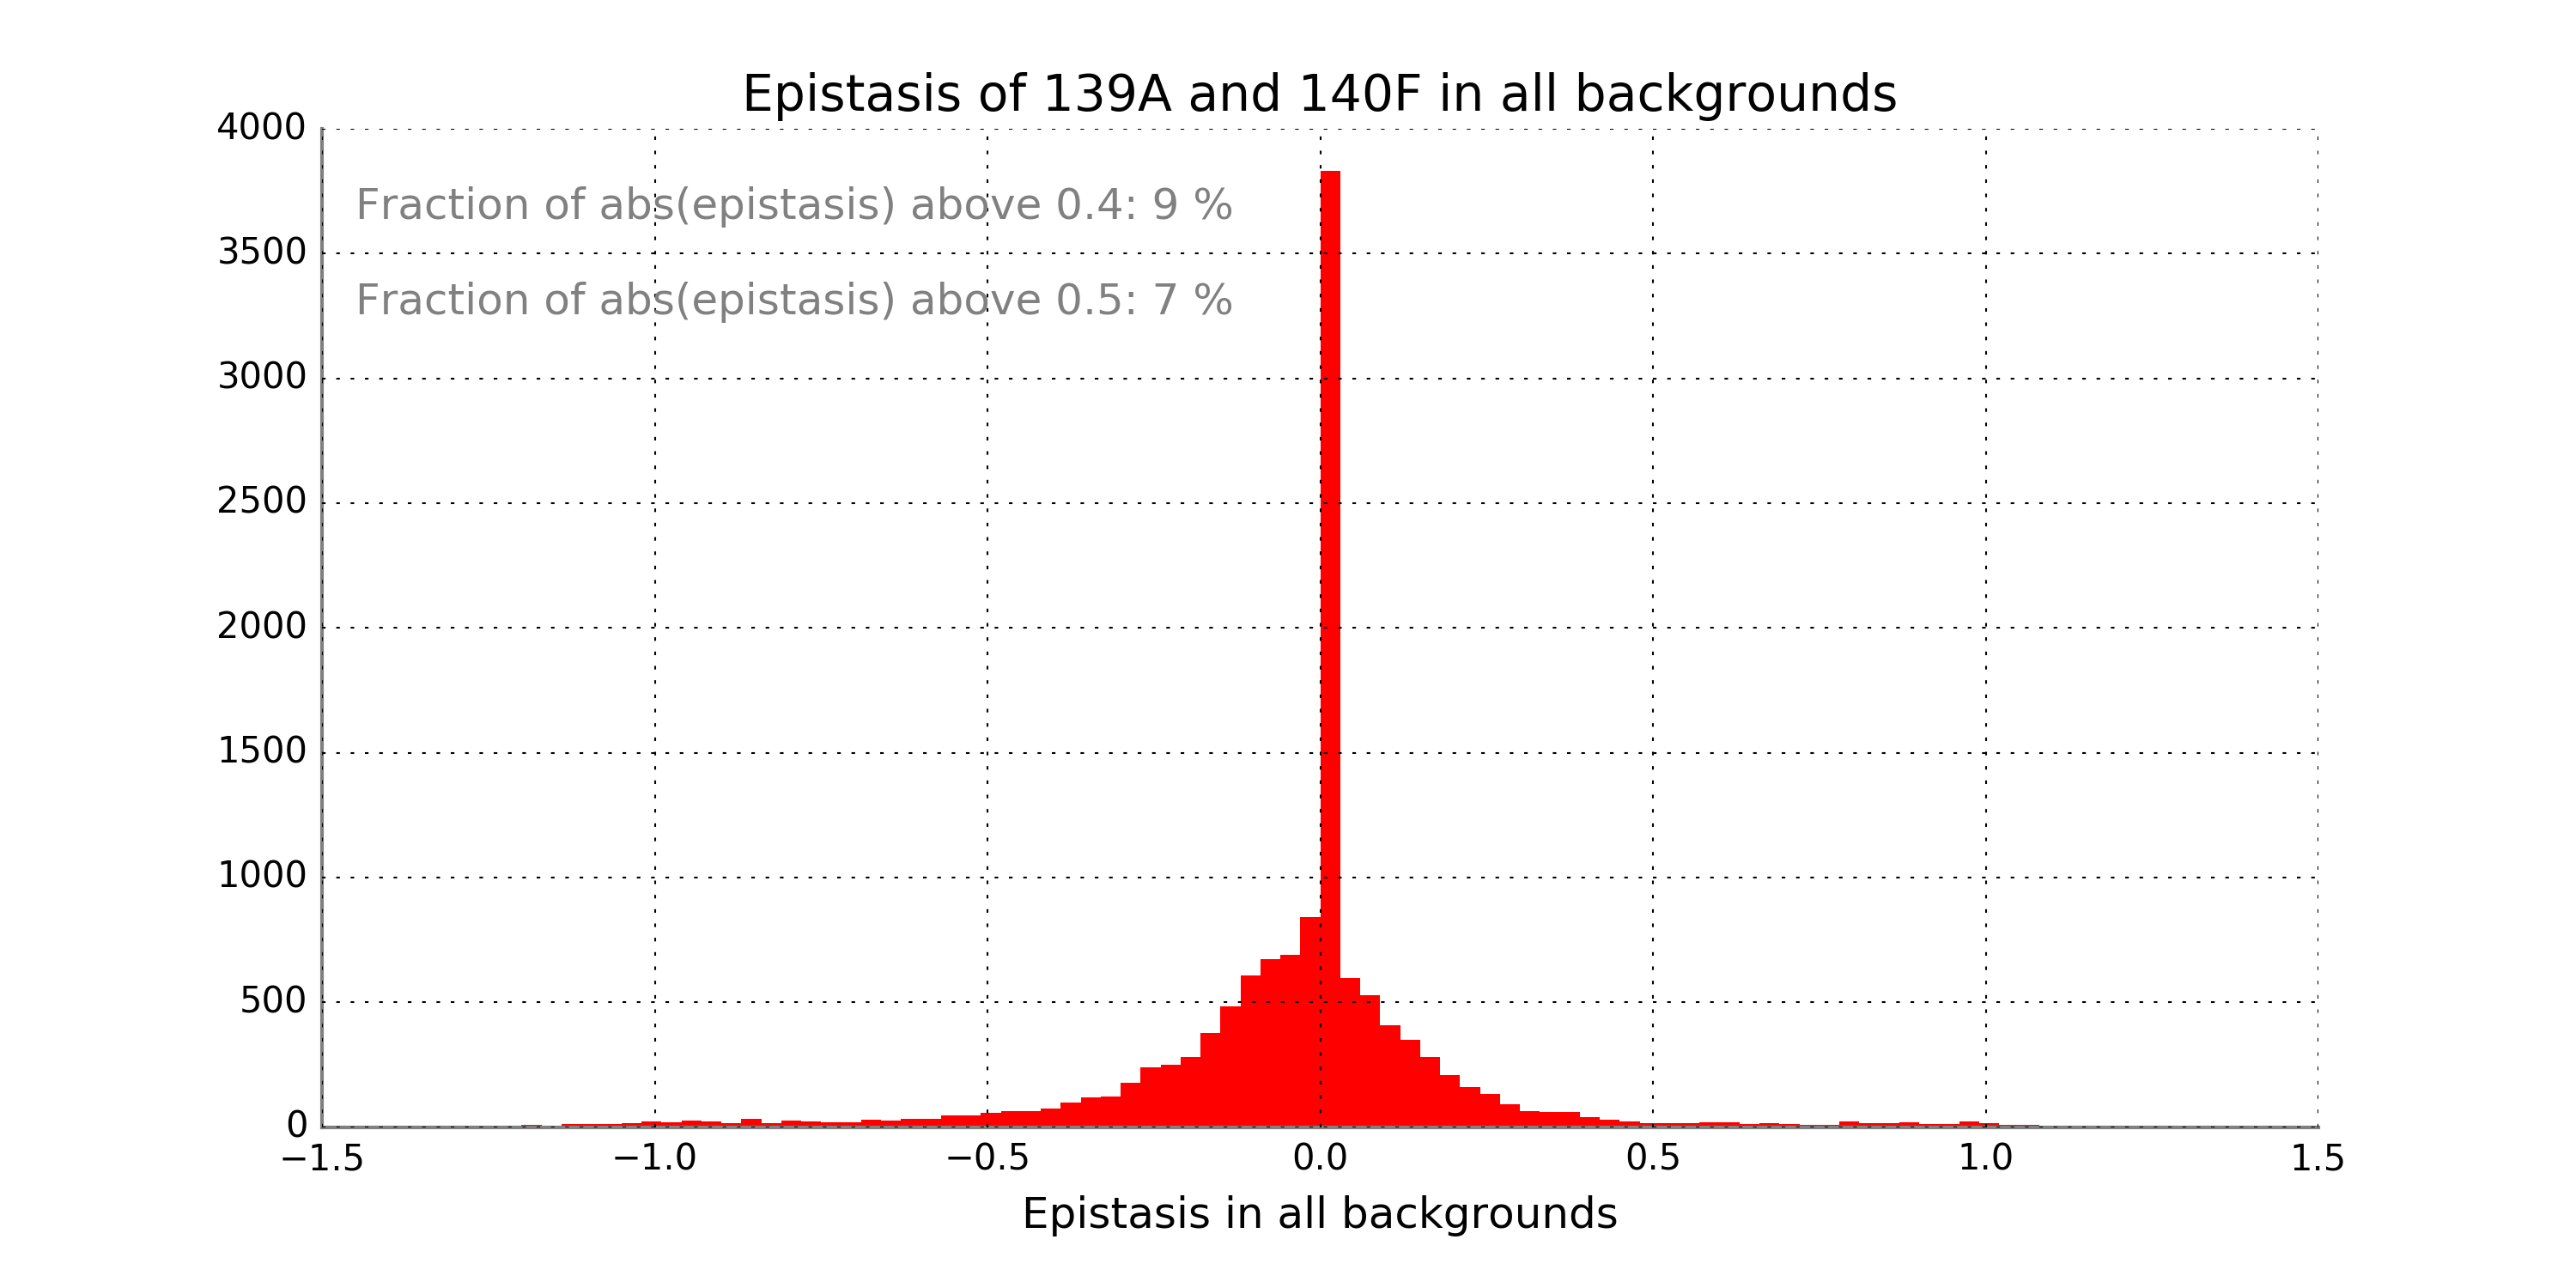 Epistasis of 139A and 140F in all backgrounds
4000
Fraction of abs(epistasis) above 0.4: 9 %
3500
Fraction of abs(epistasis) above 0.5: 7 %
3000
2500
2000
1500
1000
500
0
−1.5 −1.0 −0.5 0.0 0.5 1.0 1.5
Epistasis in all backgrounds